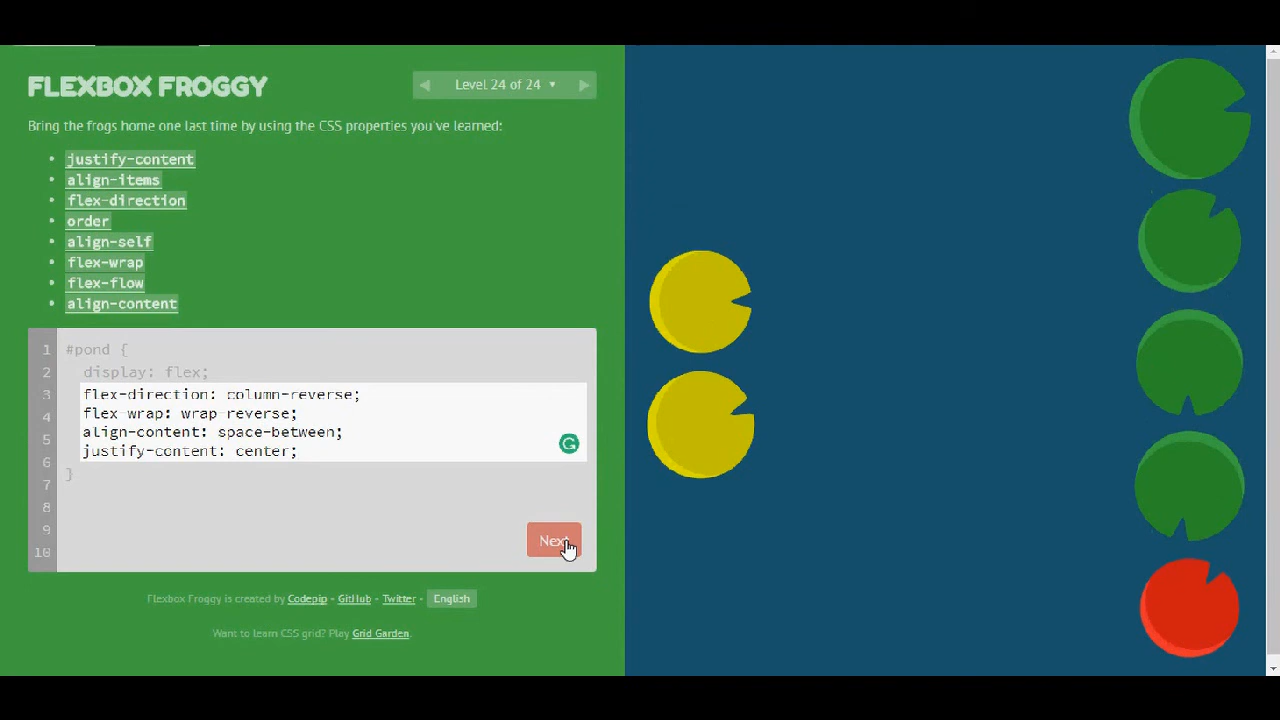 FLEXBOX FROGGY
Level 24 of 24
Bring the frogs home one last time by using the CSS properties you've learned:
justify-content
align-items
flex-direction
order
align-self
flex-wrap
flex-flow
align-content
1 #pond {
2 display: flex;
3 flex-direction: column-reverse;
4 flex-wrap: wrap-reverse;
5 align-content: space-between;
6 justify-content: center;
7 }
8
9
10
Next
Flexbox Froggy is created by Codepip - GitHub - Twitter - English
Want to learn CSS grid? Play Grid Garden.